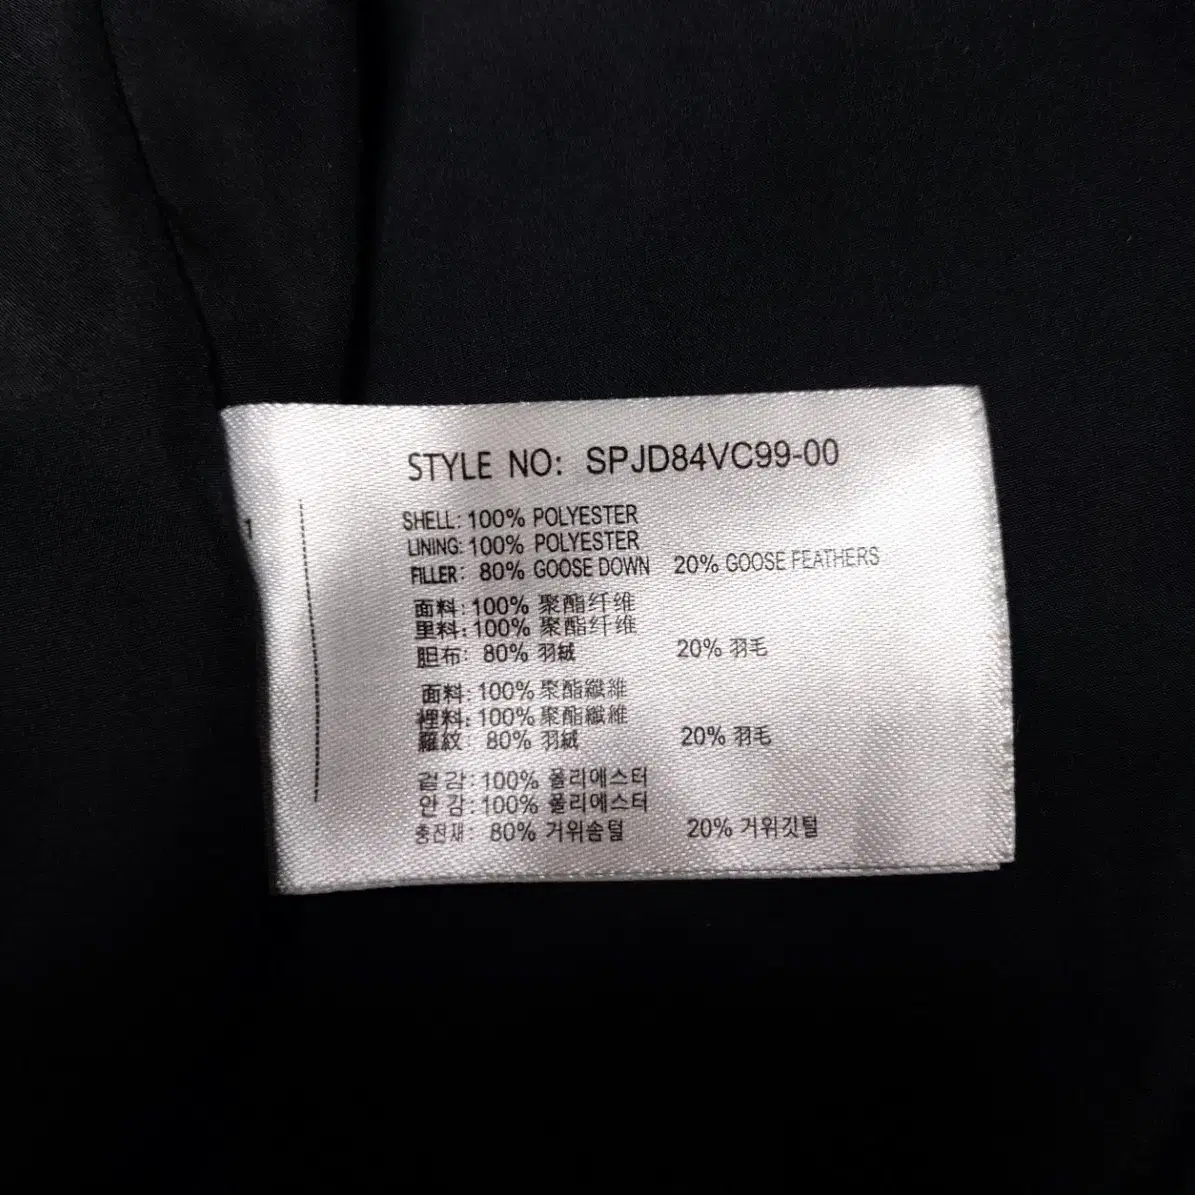 STYLE NO: SPJD84VC99-00
1
SHELL: 100% POLYESTER
LINING: 100% POLYESTER
FILLER: 80% GOOSE DOWN 20% GOOSE FEATHERS
面料: 100% 聚酯纤维
里料: 100% 聚酯纤维
胆布: 80% 羽絨 20% 羽毛
面料: 100% 聚酯纖維
裡料: 100% 聚酯纖維
羅紋: 80% 羽絨 20% 羽毛
겉감: 100% 폴리에스터
안감: 100% 폴리에스터
충전재: 80% 거위솜털 20% 거위깃털